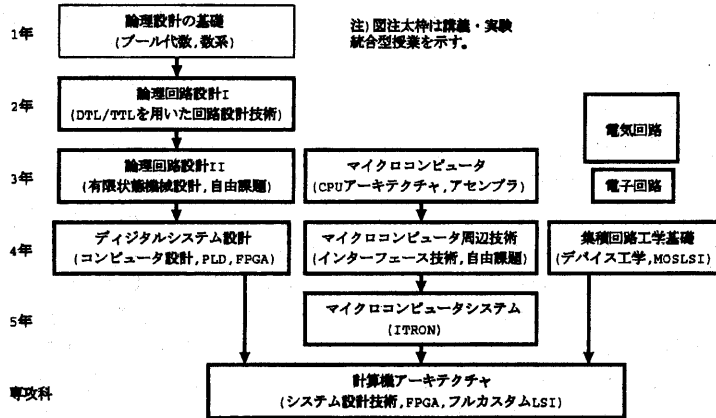 1年
論理設計の基礎
(ブール代数,数系)
注)図注太枠は講義・実験
統合型授業を示す。
2年
論理回路設計I
(DTL/TTLを用いた回路設計技術)
電気回路
3年
論理回路設計II
(有限状態機械設計,自由課題)
マイクロコンピュータ
(CPUアーキテクチャ,アセンブラ)
電子回路
4年
ディジタルシステム設計
(コンピュータ設計,PLD,FPGA)
マイクロコンピュータ周辺技術
(インターフェース技術,自由課題)
集積回路工学基礎
(デバイス工学,MOSLSI)
5年
マイクロコンピュータシステム
(ITRON)
専攻科
計算機アーキテクチャ
(システム設計技術,FPGA,フルカスタムLSI)